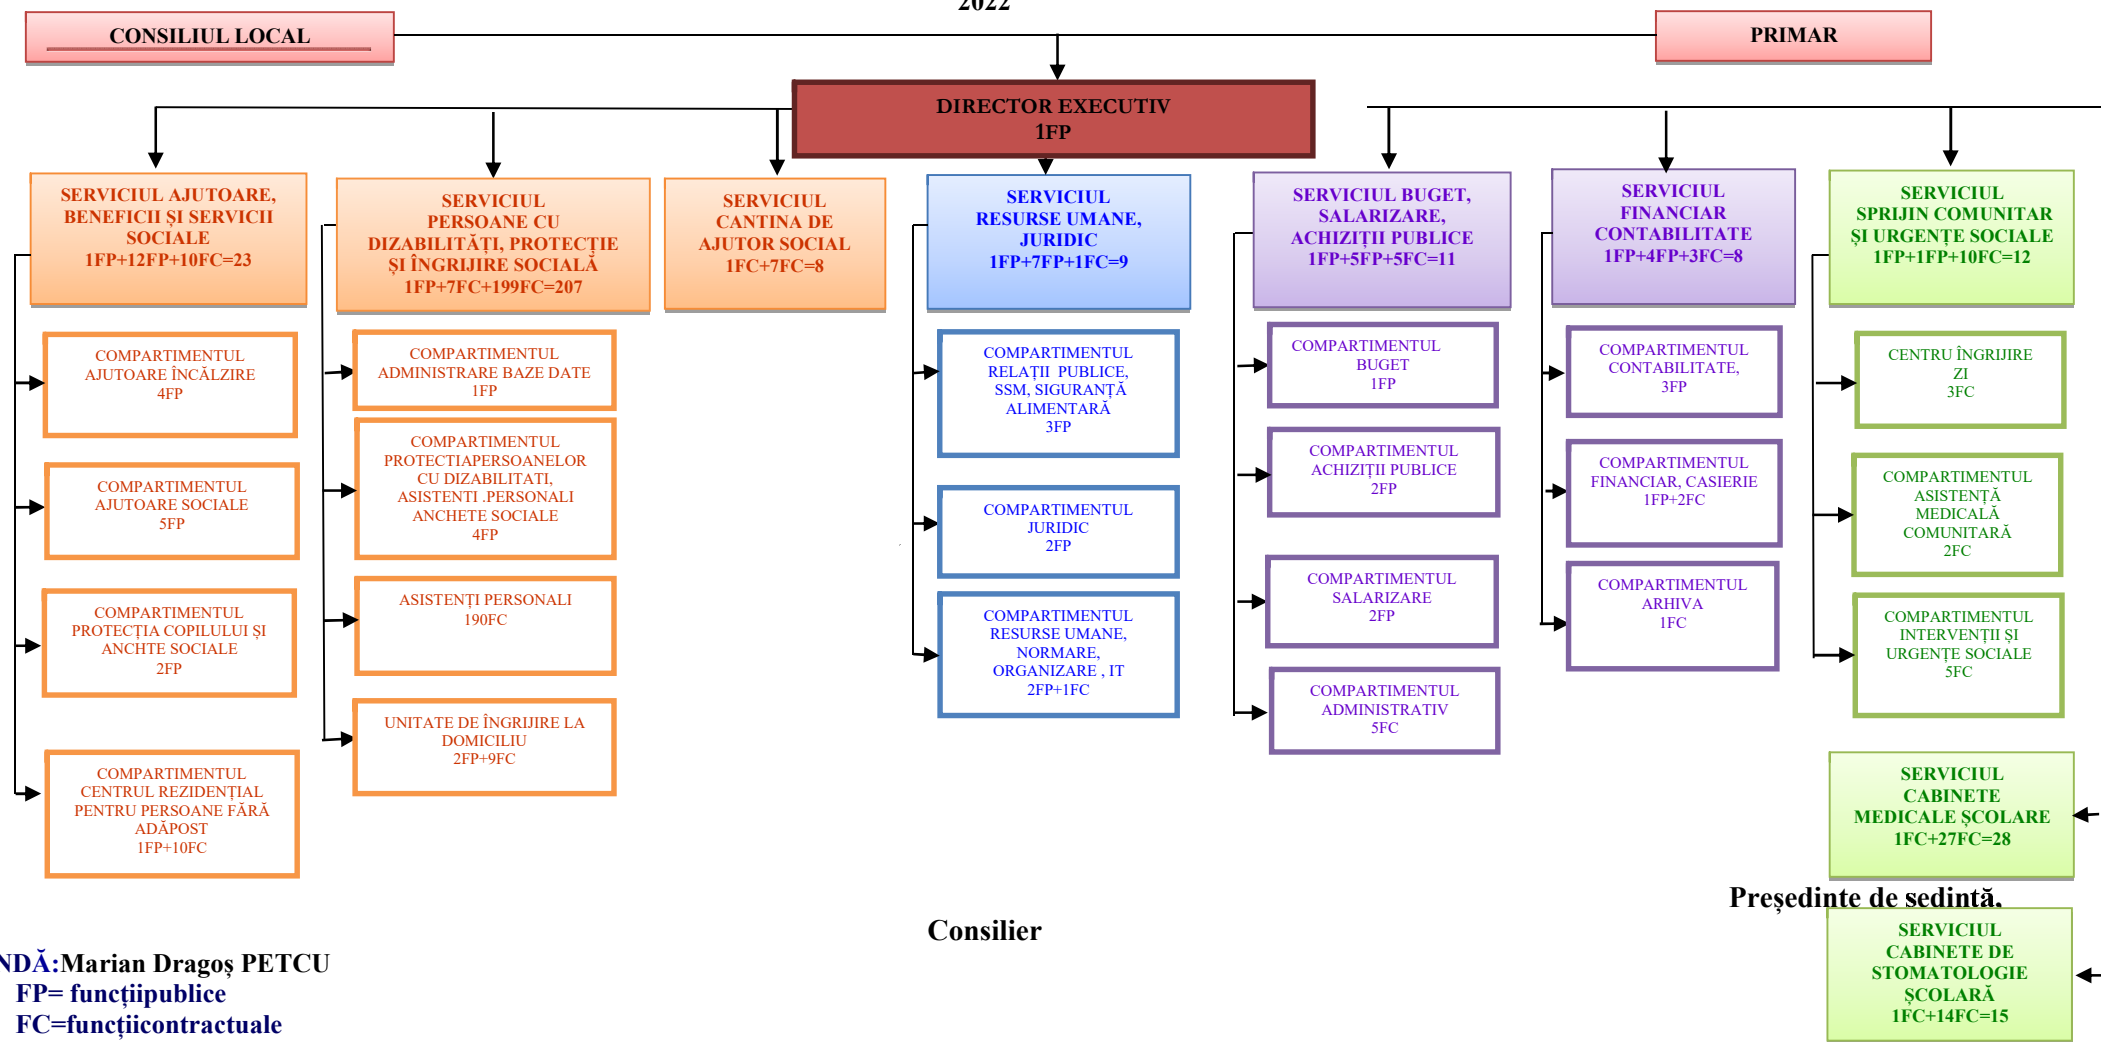 2022
CONSILIUL LOCAL
PRIMAR
DIRECTOR EXECUTIV
1FP
SERVICIUL AJUTOARE,
BENEFICII ȘI SERVICII
SOCIALE
1FP+12FP+10FC=23
COMPARTIMENTUL
AJUTOARE ÎNCĂLZIRE
4FP
COMPARTIMENTUL
AJUTOARE SOCIALE
5FP
COMPARTIMENTUL
PROTECȚIA COPILULUI ȘI
ANCHTE SOCIALE
2FP
COMPARTIMENTUL
CENTRUL REZIDENȚIAL
PENTRU PERSOANE FĂRĂ
ADĂPOST
1FP+10FC
SERVICIUL
PERSOANE CU
DIZABILITĂȚI, PROTECȚIE
ȘI ÎNGRIJIRE SOCIALĂ
1FP+7FC+199FC=207
COMPARTIMENTUL
ADMINISTRARE BAZE DATE
1FP
COMPARTIMENTUL
PROTECTIAPERSOANELOR
CU DIZABILITATI,
ASISTENTI .PERSONALI
ANCHETE SOCIALE
4FP
ASISTENȚI PERSONALI
190FC
UNITATE DE ÎNGRIJIRE LA
DOMICILIU
2FP+9FC
SERVICIUL
CANTINA DE
AJUTOR SOCIAL
1FC+7FC=8
SERVICIUL
RESURSE UMANE,
JURIDIC
1FP+7FP+1FC=9
COMPARTIMENTUL
RELAȚII PUBLICE,
SSM, SIGURANȚĂ
ALIMENTARĂ
3FP
COMPARTIMENTUL
JURIDIC
2FP
COMPARTIMENTUL
RESURSE UMANE,
NORMARE,
ORGANIZARE , IT
2FP+1FC
SERVICIUL BUGET,
SALARIZARE,
ACHIZIȚII PUBLICE
1FP+5FP+5FC=11
COMPARTIMENTUL
BUGET
1FP
COMPARTIMENTUL
ACHIZIȚII PUBLICE
2FP
COMPARTIMENTUL
SALARIZARE
2FP
COMPARTIMENTUL
ADMINISTRATIV
5FC
SERVICIUL
FINANCIAR
CONTABILITATE
1FP+4FP+3FC=8
COMPARTIMENTUL
CONTABILITATE,
3FP
COMPARTIMENTUL
FINANCIAR, CASIERIE
1FP+2FC
COMPARTIMENTUL
ARHIVA
1FC
SERVICIUL
SPRIJIN COMUNITAR
ȘI URGENȚE SOCIALE
1FP+1FP+10FC=12
CENTRU ÎNGRIJIRE
ZI
3FC
COMPARTIMENTUL
ASISTENȚĂ
MEDICALĂ
COMUNITARĂ
2FC
COMPARTIMENTUL
INTERVENȚII ȘI
URGENȚE SOCIALE
5FC
SERVICIUL
CABINETE
MEDICALE ȘCOLARE
1FC+27FC=28
Președinte de sedintă,
SERVICIUL
CABINETE DE
STOMATOLOGIE
ȘCOLARĂ
1FC+14FC=15
Consilier
NDĂ:Marian Dragoș PETCU
FP= funcțiipublice
FC=funcțiicontractuale